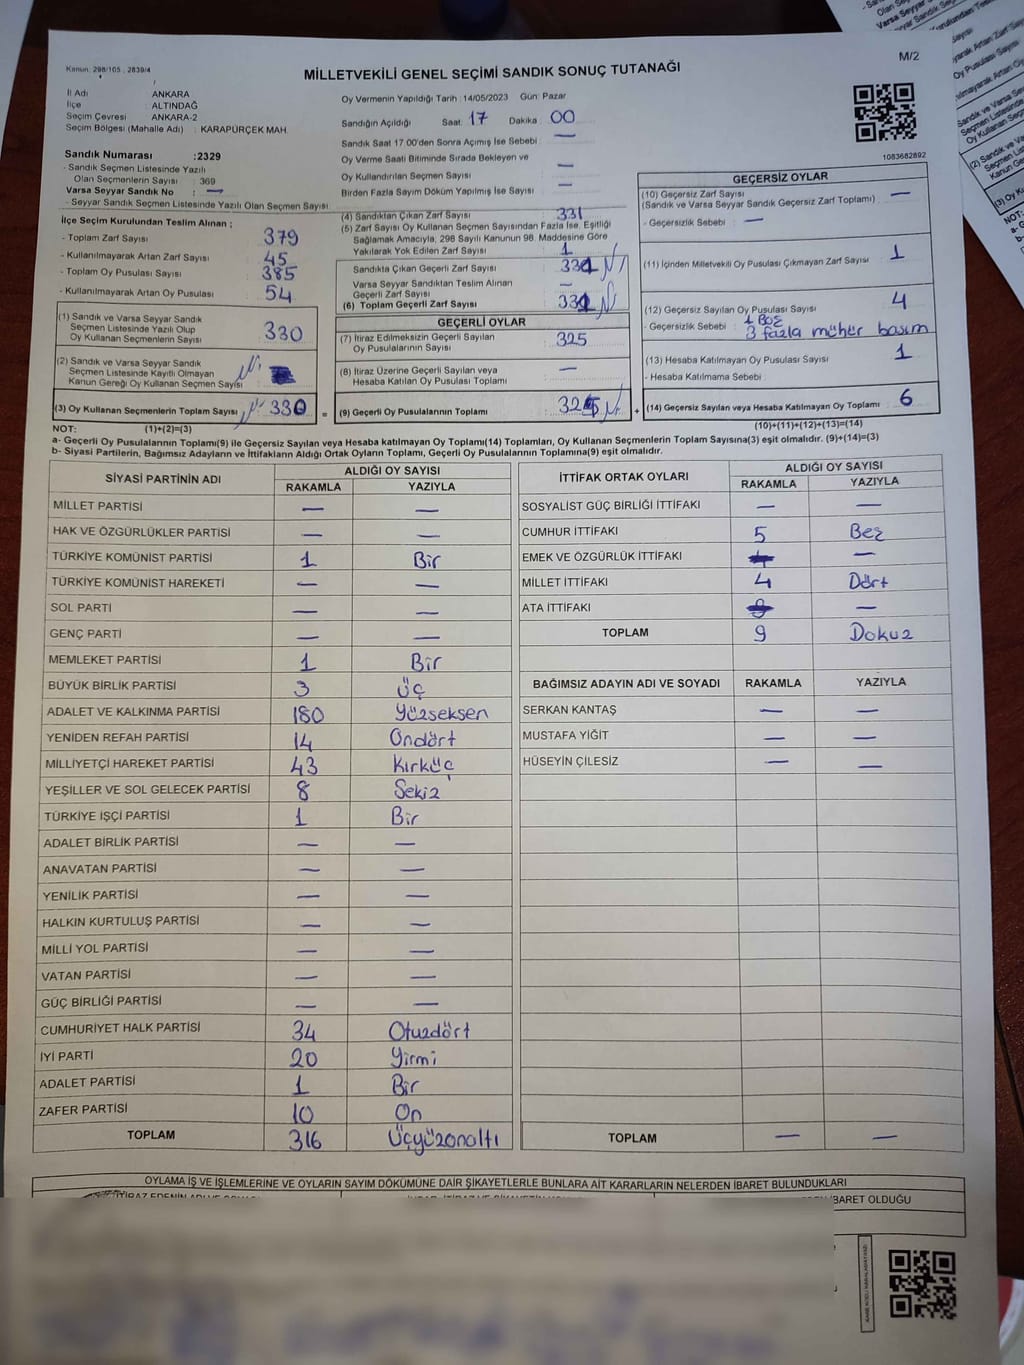 M/2
Kanun: 298/105 , 2839/4
MİLLETVEKİLİ GENEL SEÇİMİ SANDIK SONUÇ TUTANAĞI
İl Adı : ANKARA
İlçe : ALTINDAĞ
Seçim Çevresi : ANKARA-2
Seçim Bölgesi (Mahalle Adı) : KARAPÜRÇEK MAH.
Sandık Numarası :2329
- Sandık Seçmen Listesinde Yazılı
Olan Seçmenlerin Sayısı : 369
Varsa Seyyar Sandık No : —
- Seyyar Sandık Seçmen Listesinde Yazılı Olan Seçmen Sayısı:
İlçe Seçim Kurulundan Teslim Alınan ;
- Toplam Zarf Sayısı : 379
- Kullanılmayarak Artan Zarf Sayısı : 45
- Toplam Oy Pusulası Sayısı : 385
- Kullanılmayarak Artan Oy Pusulası : 54
(1) Sandık ve Varsa Seyyar Sandık
Seçmen Listesinde Yazılı Olup
Oy Kullanan Seçmenlerin Sayısı : 330
(2) Sandık ve Varsa Seyyar Sandık
Seçmen Listesinde Kayıtlı Olmayan
Kanun Gereği Oy Kullanan Seçmen Sayısı
(3) Oy Kullanan Seçmenlerin Toplam Sayısı : 330
Oy Vermenin Yapıldığı Tarih :14/05/2023 Gün: Pazar
Sandığın Açıldığı Saat: 17 Dakika : 00
Sandık Saat 17.00'den Sonra Açımış İse Sebebi : —
Oy Verme Saati Bitiminde Sırada Bekleyen ve
Oy Kullandırılan Seçmen Sayısı : —
Birden Fazla Sayım Döküm Yapılmış İse Sayısı : —
(4) Sandıktan Çıkan Zarf Sayısı : 331
(5) Zarf Sayısı Oy Kullanan Seçmen Sayısından Fazla İse, Eşitliği
Sağlamak Amacıyla, 298 Sayılı Kanunun 98. Maddesine Göre
Yakılarak Yok Edilen Zarf Sayısı : 1
Sandıkta Çıkan Geçerli Zarf Sayısı :
Varsa Seyyar Sandıktan Teslim Alınan
Geçerli Zarf Sayısı : —
(6) Toplam Geçerli Zarf Sayısı :
GEÇERLİ OYLAR
(7) İtiraz Edilmeksizin Geçerli Sayılan
Oy Pusulalarının Sayısı : 325
(8) İtiraz Üzerine Geçerli Sayılan veya
Hesaba Katılan Oy Pusulası Toplamı : —
= (9) Geçerli Oy Pusulalarının Toplamı :
1083682892
GEÇERSİZ OYLAR
(10) Geçersiz Zarf Sayısı : —
(Sandık ve Varsa Seyyar Sandık Geçersiz Zarf Toplamı)
- Geçersizlik Sebebi : —
(11) İçinden Milletvekili Oy Pusulası Çıkmayan Zarf Sayısı : 1
(12) Geçersiz Sayılan Oy Pusulası Sayısı : 4
- Geçersizlik Sebebi : 1 Boş
3 fazla mühür basım
(13) Hesaba Katılmayan Oy Pusulası Sayısı : 1
- Hesaba Katılmama Sebebi :
+ (14) Geçersiz Sayılan veya Hesaba Katılmayan Oy Toplamı : 6
NOT: (1)+(2)=(3) (10)+(11)+(12)+(13)=(14)
a- Geçerli Oy Pusulalarının Toplamı(9) ile Geçersiz Sayılan veya Hesaba katılmayan Oy Toplamı(14) Toplamları, Oy Kullanan Seçmenlerin Toplam Sayısına(3) eşit olmalıdır. (9)+(14)=(3)
b- Siyasi Partilerin, Bağımsız Adayların ve İttifakların Aldığı Ortak Oyların Toplamı, Geçerli Oy Pusulalarının Toplamına(9) eşit olmalıdır.
SİYASİ PARTİNİN ADI ALDIĞI OY SAYISI
RAKAMLA YAZIYLA
MİLLET PARTİSİ — —
HAK VE ÖZGÜRLÜKLER PARTİSİ — —
TÜRKİYE KOMÜNİST PARTİSİ 1 Bir
TÜRKİYE KOMÜNİST HAREKETİ — —
SOL PARTİ — —
GENÇ PARTİ — —
MEMLEKET PARTİSİ 1 Bir
BÜYÜK BİRLİK PARTİSİ 3 Üç
ADALET VE KALKINMA PARTİSİ 180 Yüzseksen
YENİDEN REFAH PARTİSİ 14 Ondört
MİLLİYETÇİ HAREKET PARTİSİ 43 Kırküç
YEŞİLLER VE SOL GELECEK PARTİSİ 8 Sekiz
TÜRKİYE İŞÇİ PARTİSİ 1 Bir
ADALET BİRLİK PARTİSİ — —
ANAVATAN PARTİSİ — —
YENİLİK PARTİSİ — —
HALKIN KURTULUŞ PARTİSİ — —
MİLLİ YOL PARTİSİ — —
VATAN PARTİSİ — —
GÜÇ BİRLİĞİ PARTİSİ — —
CUMHURİYET HALK PARTİSİ 34 Otuzdört
İYİ PARTİ 20 Yirmi
ADALET PARTİSİ 1 Bir
ZAFER PARTİSİ 10 On
TOPLAM 316 Üçyüzonaltı
İTTİFAK ORTAK OYLARI ALDIĞI OY SAYISI
RAKAMLA YAZIYLA
SOSYALİST GÜÇ BİRLİĞİ İTTİFAKI — —
CUMHUR İTTİFAKI 5 Beş
EMEK VE ÖZGÜRLÜK İTTİFAKI —
MİLLET İTTİFAKI 4 Dört
ATA İTTİFAKI —
TOPLAM 9 Dokuz
BAĞIMSIZ ADAYIN ADI VE SOYADI RAKAMLA YAZIYLA
SERKAN KANTAŞ — —
MUSTAFA YİĞİT — —
HÜSEYİN ÇİLESİZ — —
TOPLAM — —
OYLAMA İŞ VE İŞLEMLERİNE VE OYLARIN SAYIM DÖKÜMÜNE DAİR ŞİKAYETLERLE BUNLARA AİT KARARLARIN NELERDEN İBARET BULUNDUKLARI
İBARET OLDUĞU